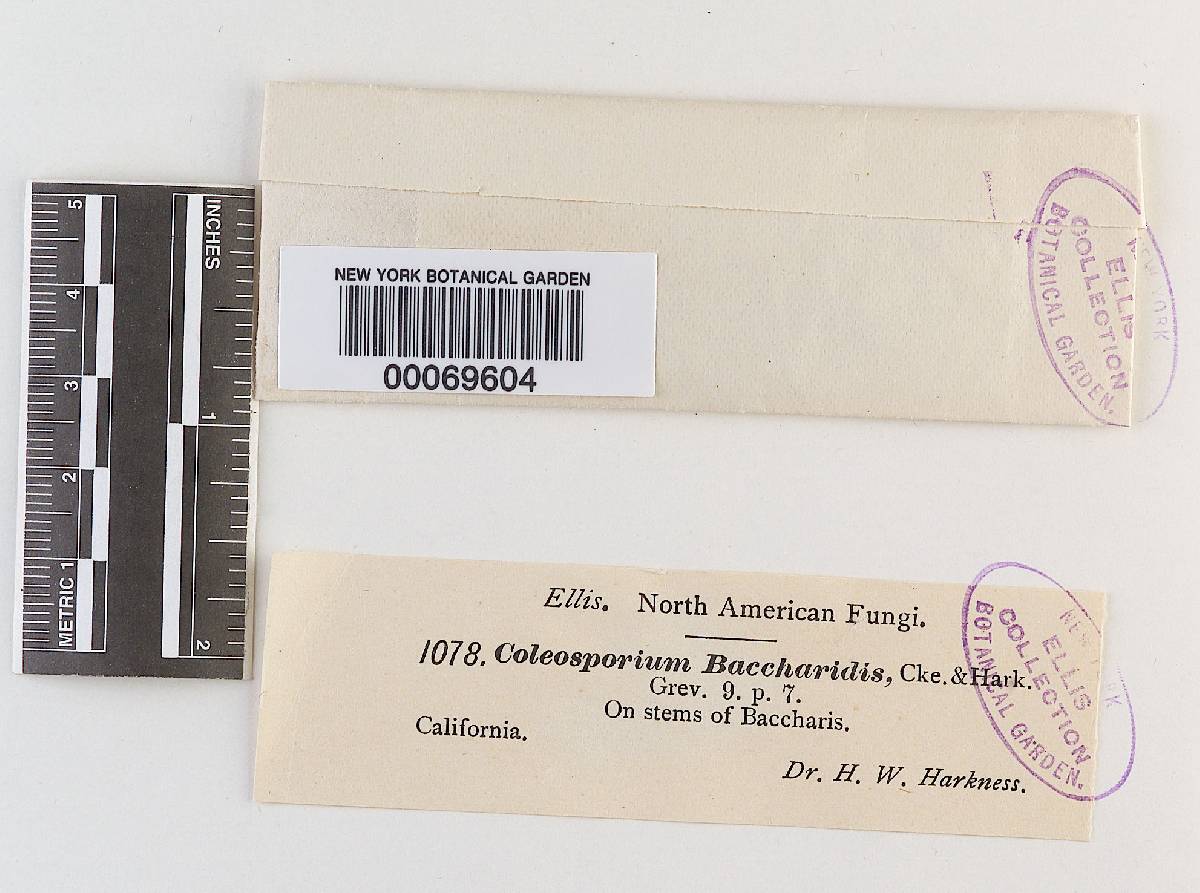 5
4
3
2
METRIC 1
INCHES
1
2
NEW YORK BOTANICAL GARDEN
00069604
NEW YORK
ELLIS
COLLECTION
BOTANICAL GARDEN.
Ellis. North American Fungi.
1078. Coleosporium Baccharidis, Cke. & Hark.
Grev. 9. p. 7.
On stems of Baccharis.
California.
Dr. H. W. Harkness.
NEW YORK
ELLIS
COLLECTION
BOTANICAL GARDEN.